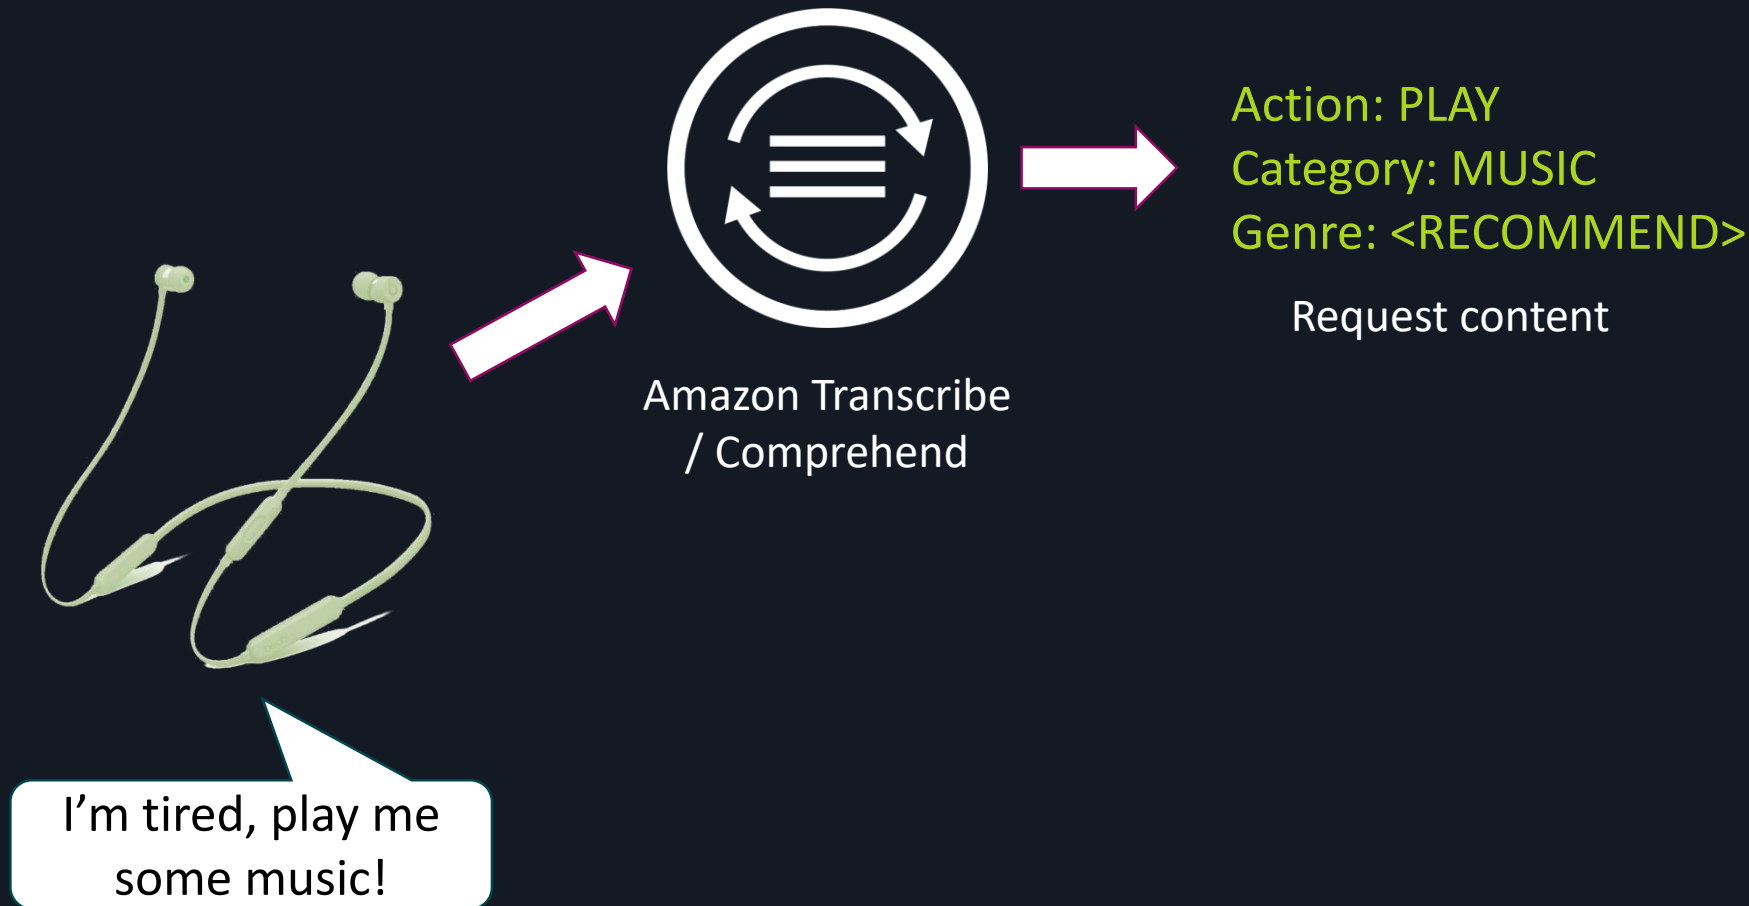 Action: PLAY
Category: MUSIC
Genre: <RECOMMEND>
Request content
Amazon Transcribe
/ Comprehend
I’m tired, play me
some music!